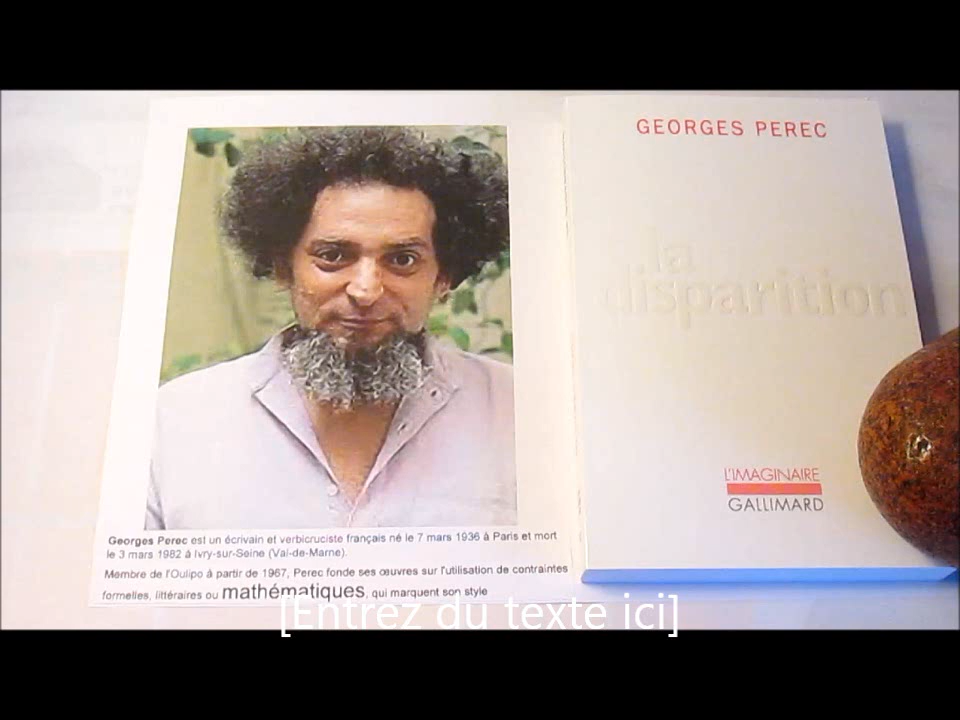 Georges Perec est un écrivain et verbicruciste français né le 7 mars 1936 à Paris et mort
le 3 mars 1982 à Ivry-sur-Seine (Val-de-Marne).
Membre de l'Oulipo à partir de 1967, Perec fonde ses œuvres sur l'utilisation de contraintes
formelles, littéraires ou mathématiques, qui marquent son style
GEORGES PEREC
la
disparition
L'IMAGINAIRE
GALLIMARD
[Entrez du texte ici]